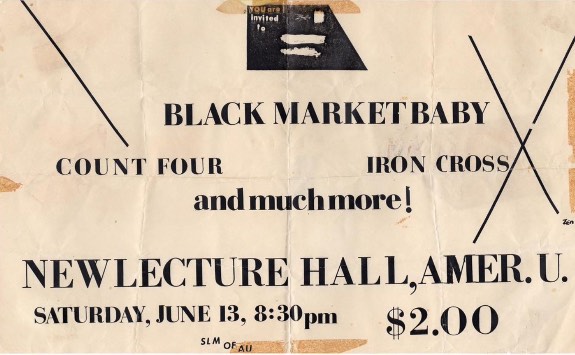 you are
invited
to
BLACK MARKET BABY
COUNT FOUR IRON CROSS
and much more!
Zen
NEW LECTURE HALL, AMER. U.
SATURDAY, JUNE 13, 8:30pm $2.00
SLM OF AU